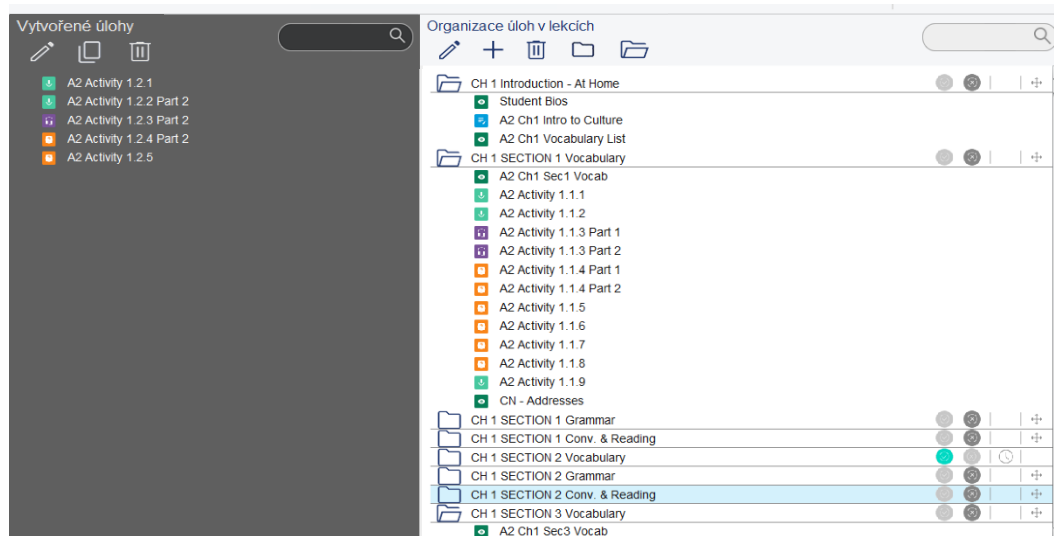 Vytvořené úlohy
A2 Activity 1.2.1
A2 Activity 1.2.2 Part 2
A2 Activity 1.2.3 Part 2
A2 Activity 1.2.4 Part 2
A2 Activity 1.2.5
Organizace úloh v lekcích
CH 1 Introduction - At Home
Student Bios
A2 Ch1 Intro to Culture
A2 Ch1 Vocabulary List
CH 1 SECTION 1 Vocabulary
A2 Ch1 Sec1 Vocab
A2 Activity 1.1.1
A2 Activity 1.1.2
A2 Activity 1.1.3 Part 1
A2 Activity 1.1.3 Part 2
A2 Activity 1.1.4 Part 1
A2 Activity 1.1.4 Part 2
A2 Activity 1.1.5
A2 Activity 1.1.6
A2 Activity 1.1.7
A2 Activity 1.1.8
A2 Activity 1.1.9
CN - Addresses
CH 1 SECTION 1 Grammar
CH 1 SECTION 1 Conv. & Reading
CH 1 SECTION 2 Vocabulary
CH 1 SECTION 2 Grammar
CH 1 SECTION 2 Conv. & Reading
CH 1 SECTION 3 Vocabulary
A2 Ch1 Sec3 Vocab